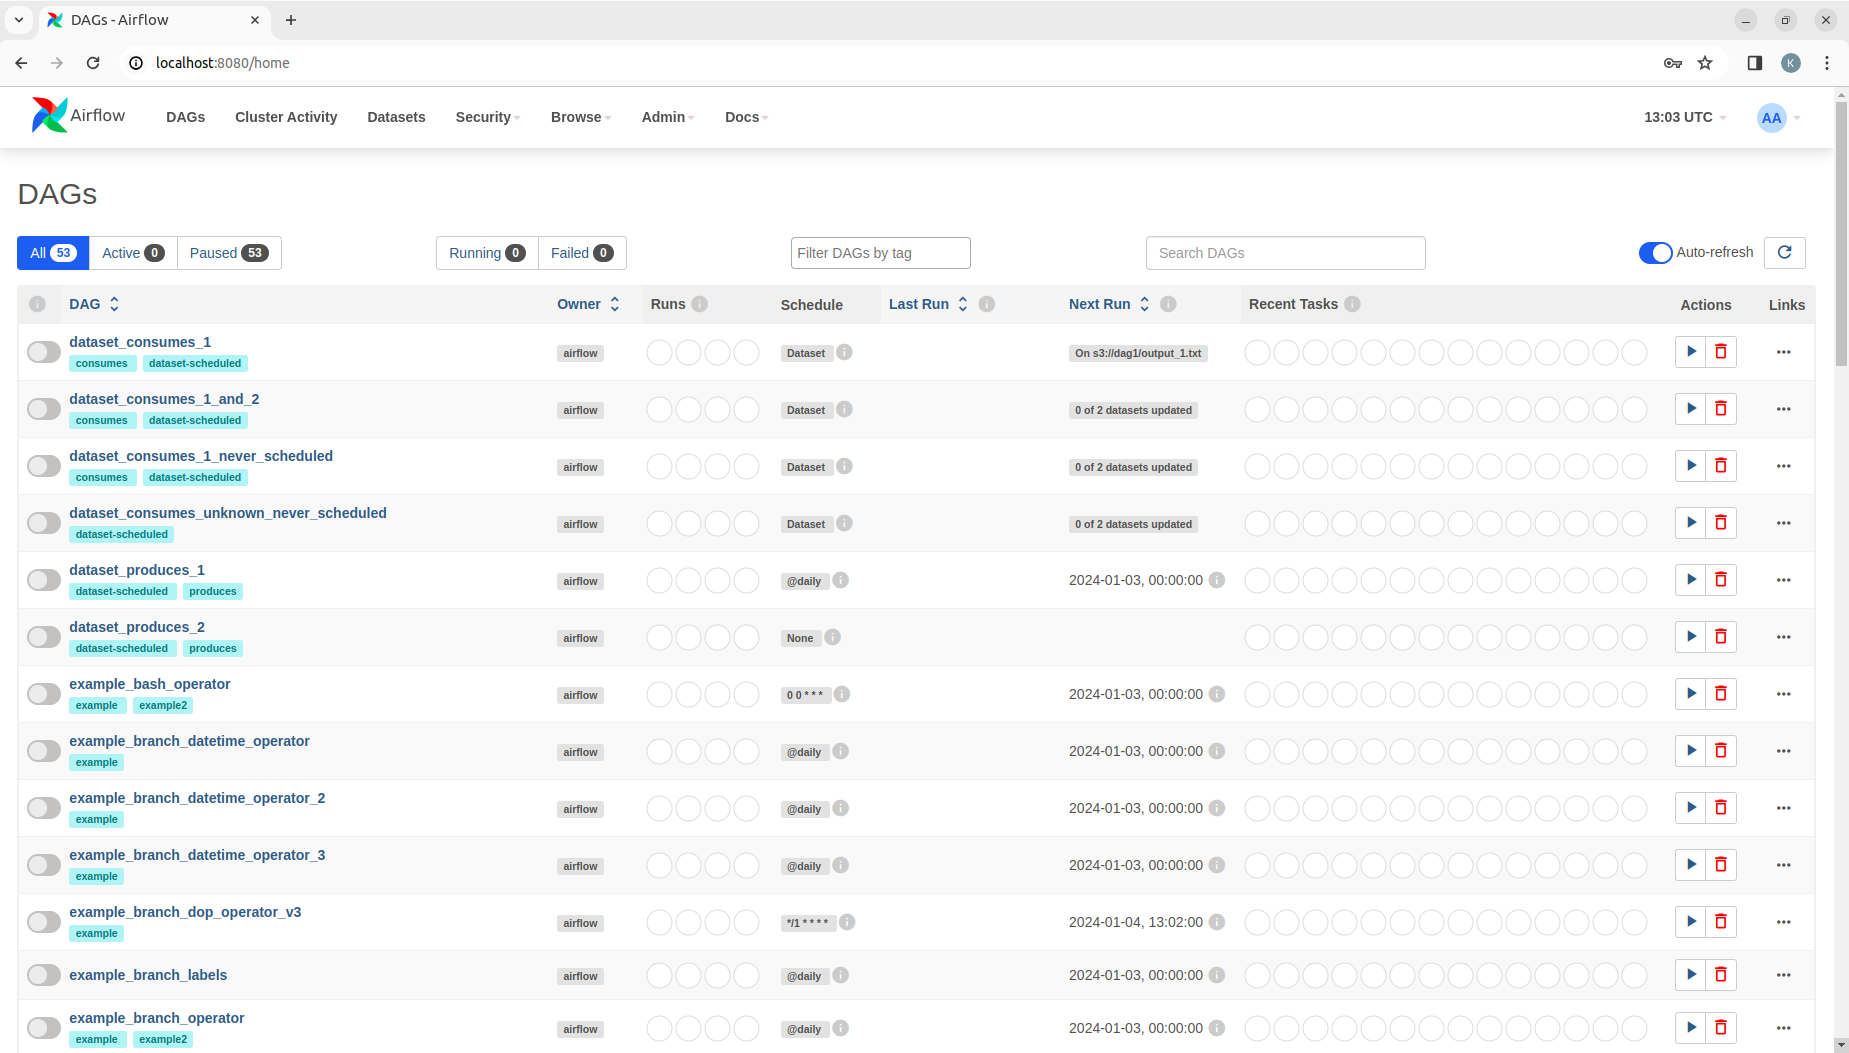 DAGs - Airflow
localhost:8080/home
K
Airflow
DAGs Cluster Activity Datasets Security Browse Admin Docs
13:03 UTC AA
DAGs
All 53 Active 0 Paused 53 Running 0 Failed 0 Filter DAGs by tag Search DAGs Auto-refresh
DAG Owner Runs Schedule Last Run Next Run Recent Tasks Actions Links
dataset_consumes_1
consumes dataset-scheduled
airflow Dataset On s3://dag1/output_1.txt
dataset_consumes_1_and_2
consumes dataset-scheduled
airflow Dataset 0 of 2 datasets updated
dataset_consumes_1_never_scheduled
consumes dataset-scheduled
airflow Dataset 0 of 2 datasets updated
dataset_consumes_unknown_never_scheduled
dataset-scheduled
airflow Dataset 0 of 2 datasets updated
dataset_produces_1
dataset-scheduled produces
airflow @daily 2024-01-03, 00:00:00
dataset_produces_2
dataset-scheduled produces
airflow None
example_bash_operator
example example2
airflow 0 0 * * * 2024-01-03, 00:00:00
example_branch_datetime_operator
example
airflow @daily 2024-01-03, 00:00:00
example_branch_datetime_operator_2
example
airflow @daily 2024-01-03, 00:00:00
example_branch_datetime_operator_3
example
airflow @daily 2024-01-03, 00:00:00
example_branch_dop_operator_v3
example
airflow */1 * * * * 2024-01-04, 13:02:00
example_branch_labels
airflow @daily 2024-01-03, 00:00:00
example_branch_operator
example example2
airflow @daily 2024-01-03, 00:00:00